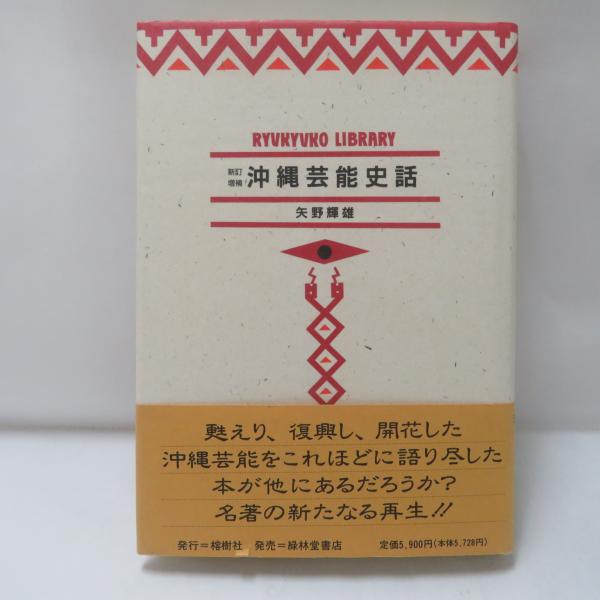 RYUKYUKO LIBRARY
新訂
増補
沖縄芸能史話
矢野輝雄
甦えり、復興し、開花した
沖縄芸能をこれほどに語り尽した
本が他にあるだろうか?
名著の新たなる再生!!
発行=榕樹社 発売=緑林堂書店 定価5,900円(本体5,728円)